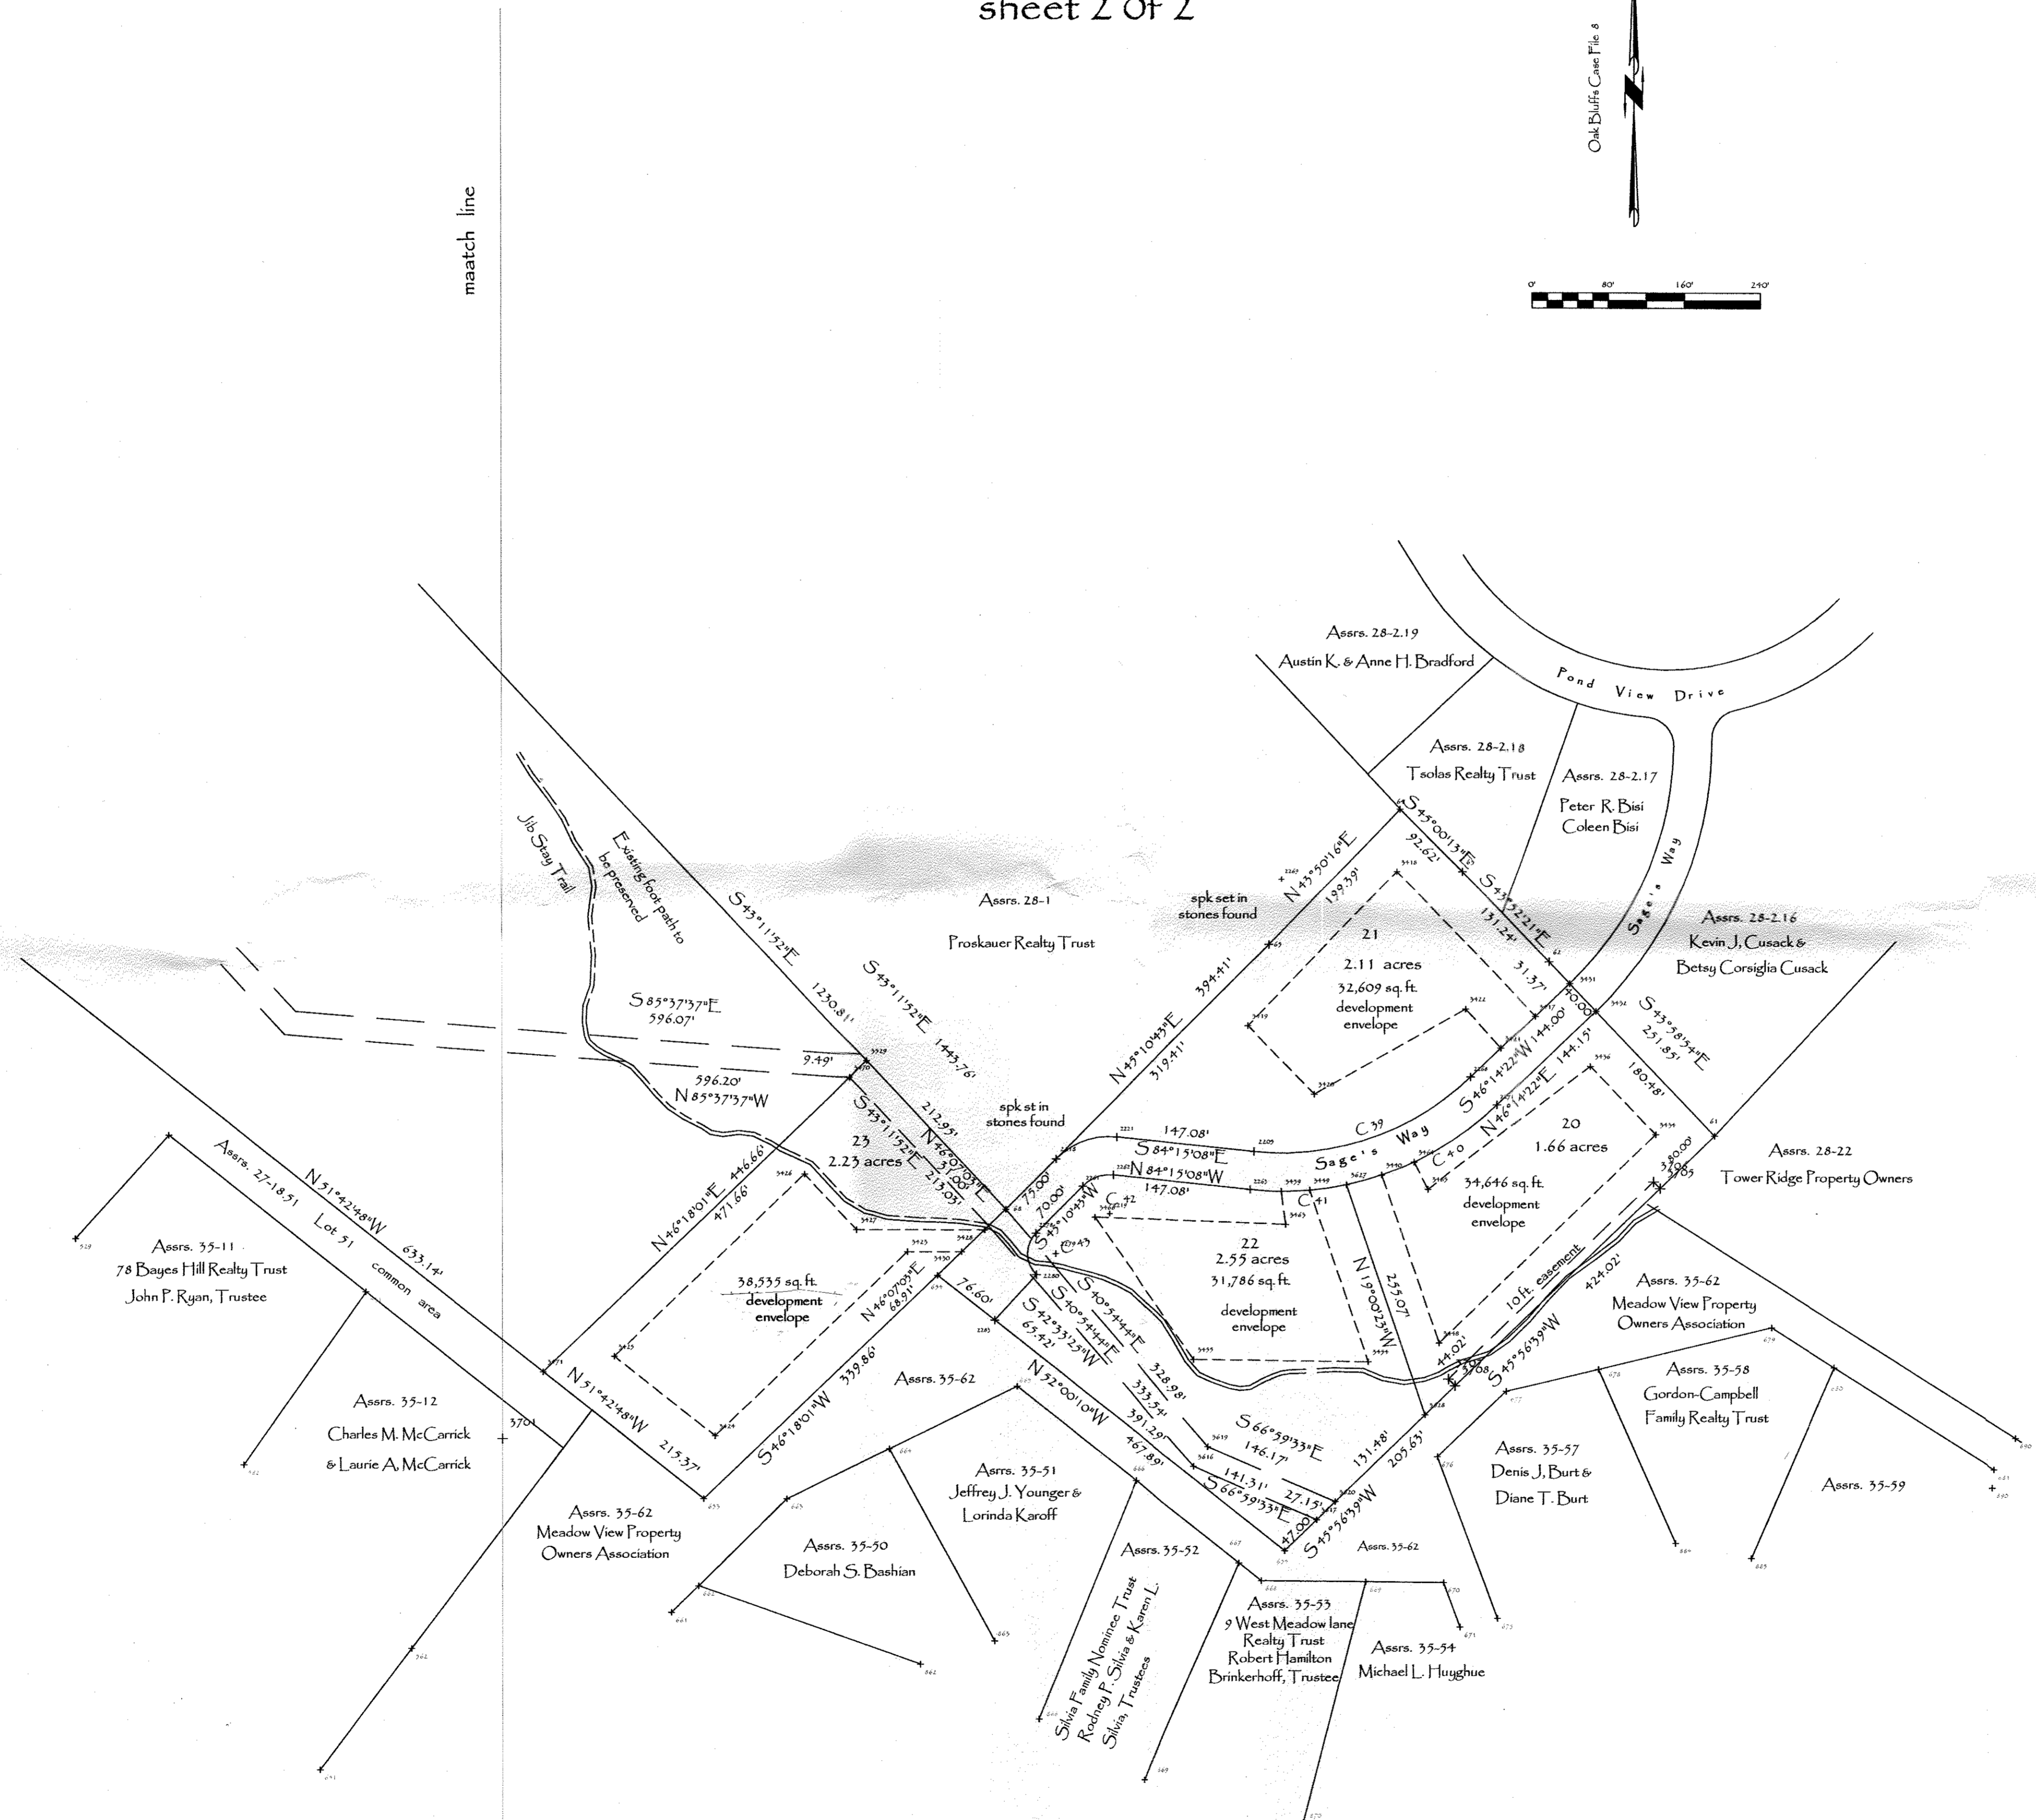 sheet 2 of 2
Oak Bluffs Case File 8
maatch line
0' 80' 160' 240'
Assrs. 28-2.19
Austin K. & Anne H. Bradford
Pond View Drive
Assrs. 28-2.18
Tsolas Realty Trust
Assrs. 28-2.17
Peter R. Bisi
Coleen Bisi
Sage's Way
Assrs. 28-2.16
Kevin J, Cusack &
Betsy Corsiglia Cusack
Jib Stay Trail
Existing foot path to
be preserved
S 43°11'52"E
1230.81'
Assrs. 28-1
Proskauer Realty Trust
S 43°11'52"E 1443.76'
spk set in
stones found
N 43°50'16"E
199.39'
S 45°00'13"E
92.62'
S 43°52'21"E
131.24'
31.37'
40.00'
S 43°58'54"E
251.85'
180.48'
21
2.11 acres
32,609 sq. ft.
development
envelope
394.41'
N 45°10'43"E
319.41'
S 85°37'37"E
596.07'
9.49'
596.20'
N 85°37'37"W
S 43°11'52"E
213.03'
212.95'
N 46°07'03"E
31.00'
spk st in
stones found
23
2.23 acres
75.00'
70.00'
S 45°10'43"W
147.08'
S 84°15'08"E
N 84°15'08"W
147.08'
C 39
Sage's Way
C 40
C 41
C 42
C 43
S 46°14'22"W 144.00'
N 46°14'22"E 144.15'
20
1.66 acres
34,646 sq. ft.
development
envelope
80.00'
Assrs. 28-22
Tower Ridge Property Owners
N 46°18'01"E 446.66'
471.66'
38,535 sq. ft.
development
envelope
N 46°07'03"E
68.91'
76.60'
S 42°33'25"W
65.42'
S 40°54'44"E
S 40°54'44"E
328.98'
333.54'
22
2.55 acres
31,786 sq. ft.
development
envelope
N 19°00'23"W
255.07'
10 ft. easement
424.02'
44.02'
S 45°56'39"W
Assrs. 35-62
Meadow View Property
Owners Association
Assrs. 27-18.51
Lot 51
common area
N 51°42'48"W 633.14'
Assrs. 35-11
78 Bayes Hill Realty Trust
John P. Ryan, Trustee
Assrs. 35-12
Charles M. McCarrick
& Laurie A, McCarrick
3701
N 51°42'48"W
215.37'
S 46°18'01"W 339.86'
Assrs. 35-62
N 52°00'10"W
391.29'
467.89'
S 66°59'33"E
146.17'
141.31'
27.15'
S 66°59'33"E
131.48'
205.63'
47.00'
S 45°56'39"W
Assrs. 35-58
Gordon-Campbell
Family Realty Trust
Assrs. 35-57
Denis J, Burt &
Diane T. Burt
Assrs. 35-59
Assrs. 35-62
Meadow View Property
Owners Association
Assrs. 35-51
Jeffrey J. Younger &
Lorinda Karoff
Assrs. 35-50
Deborah S. Bashian
Assrs. 35-52
Silvia Family Nominee Trust
Rodney P. Silvia & Karen L.
Silvia, Trustees
Assrs. 35-62
Assrs. 35-53
9 West Meadow lane
Realty Trust
Robert Hamilton
Brinkerhoff, Trustee
Assrs. 35-54
Michael L. Huyghue